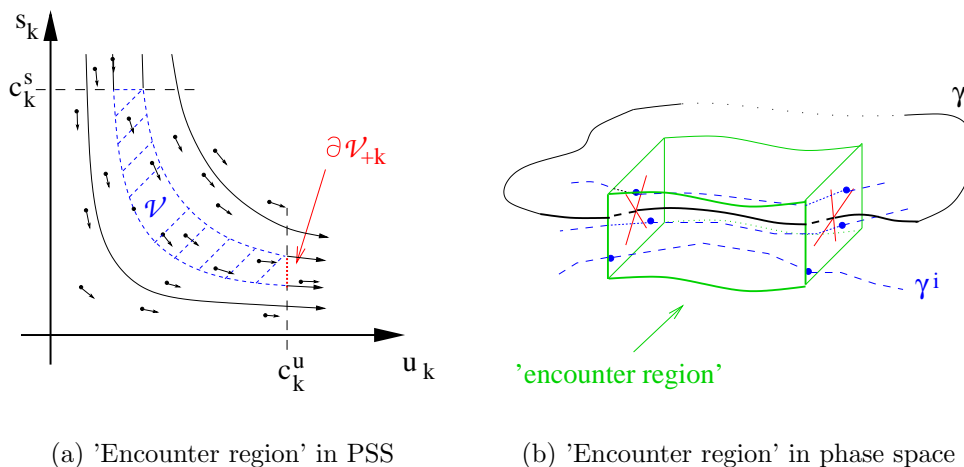 s_k
c_k^s
𝒱
∂𝒱_{+k}
c_k^u
u_k
γ
γ^i
'encounter region'
(a) 'Encounter region' in PSS
(b) 'Encounter region' in phase space